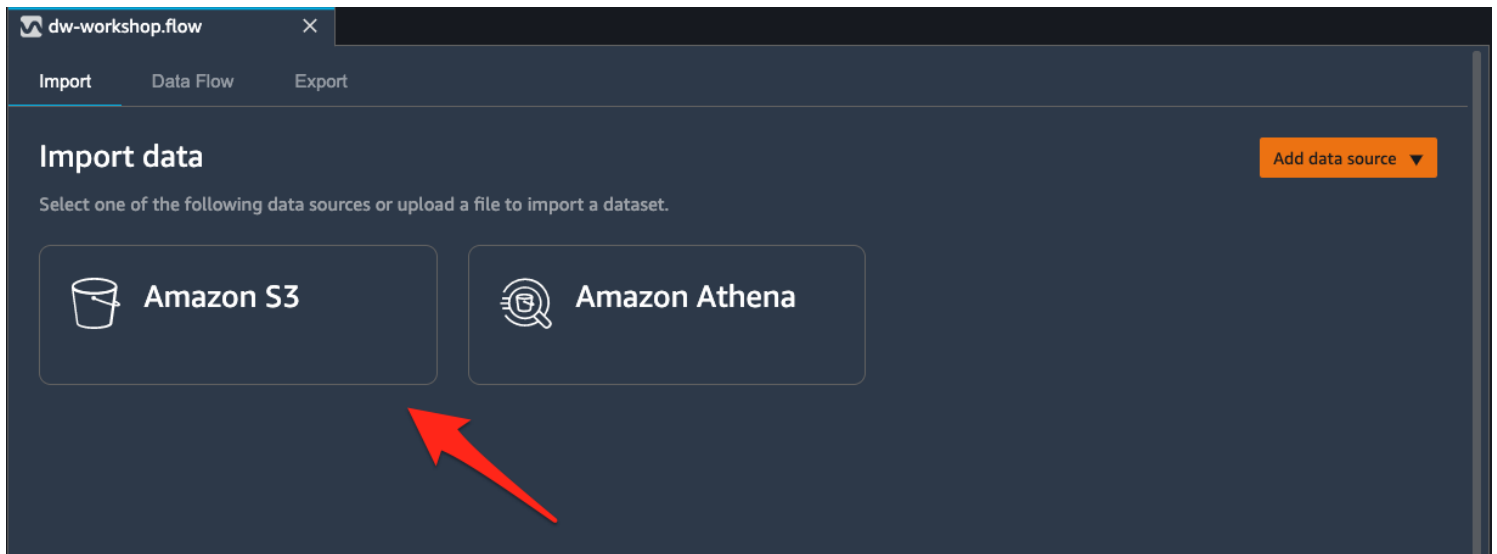 dw-workshop.flow
Import Data Flow Export
Import data
Add data source
Select one of the following data sources or upload a file to import a dataset.
Amazon S3
Amazon Athena